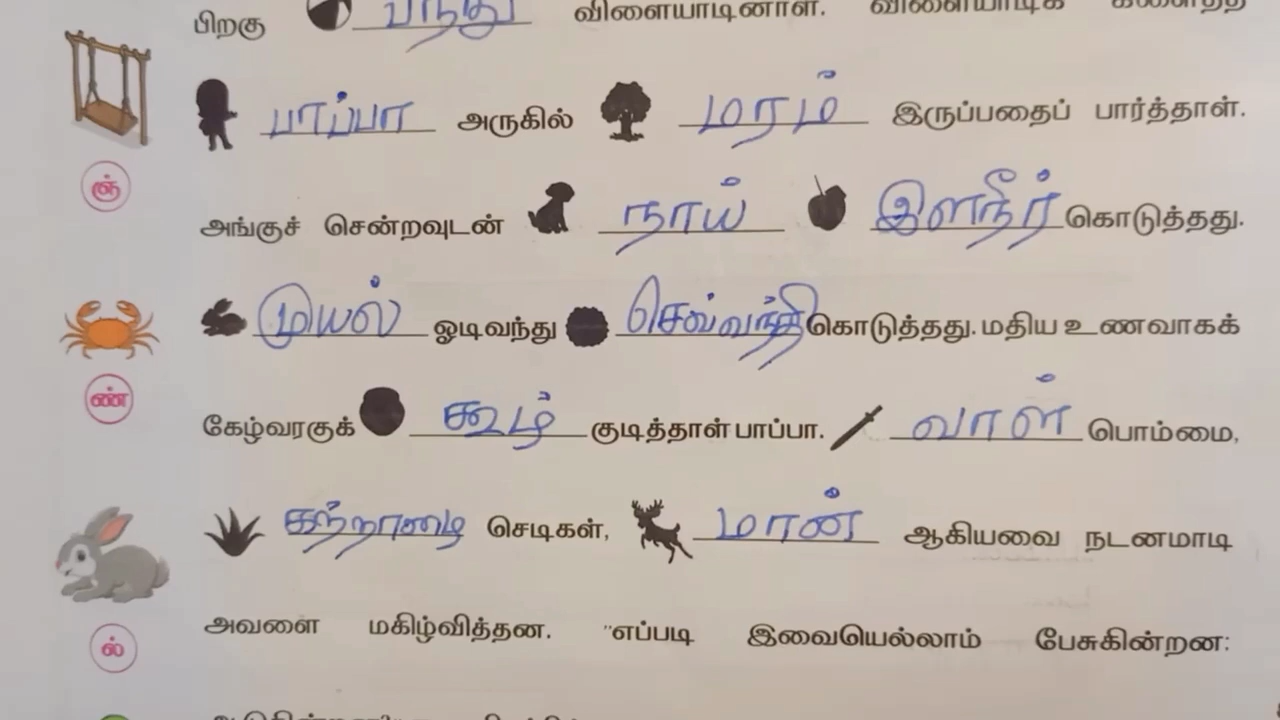 பிறகு பந்து விளையாடினாள். விளையாடிக் களைத்த
பாப்பா அருகில் மரம் இருப்பதைப் பார்த்தாள்.
ஞ்
அங்குச் சென்றவுடன் நாய் இளநீர் கொடுத்தது.
முயல் ஓடிவந்து செவ்வந்தி கொடுத்தது. மதிய உணவாகக்
ண்
கேழ்வரகுக் கூழ் குடித்தாள் பாப்பா. வாள் பொம்மை,
கற்றாழை செடிகள், மான் ஆகியவை நடனமாடி
அவளை மகிழ்வித்தன. "எப்படி இவையெல்லாம் பேசுகின்றன:
ல்